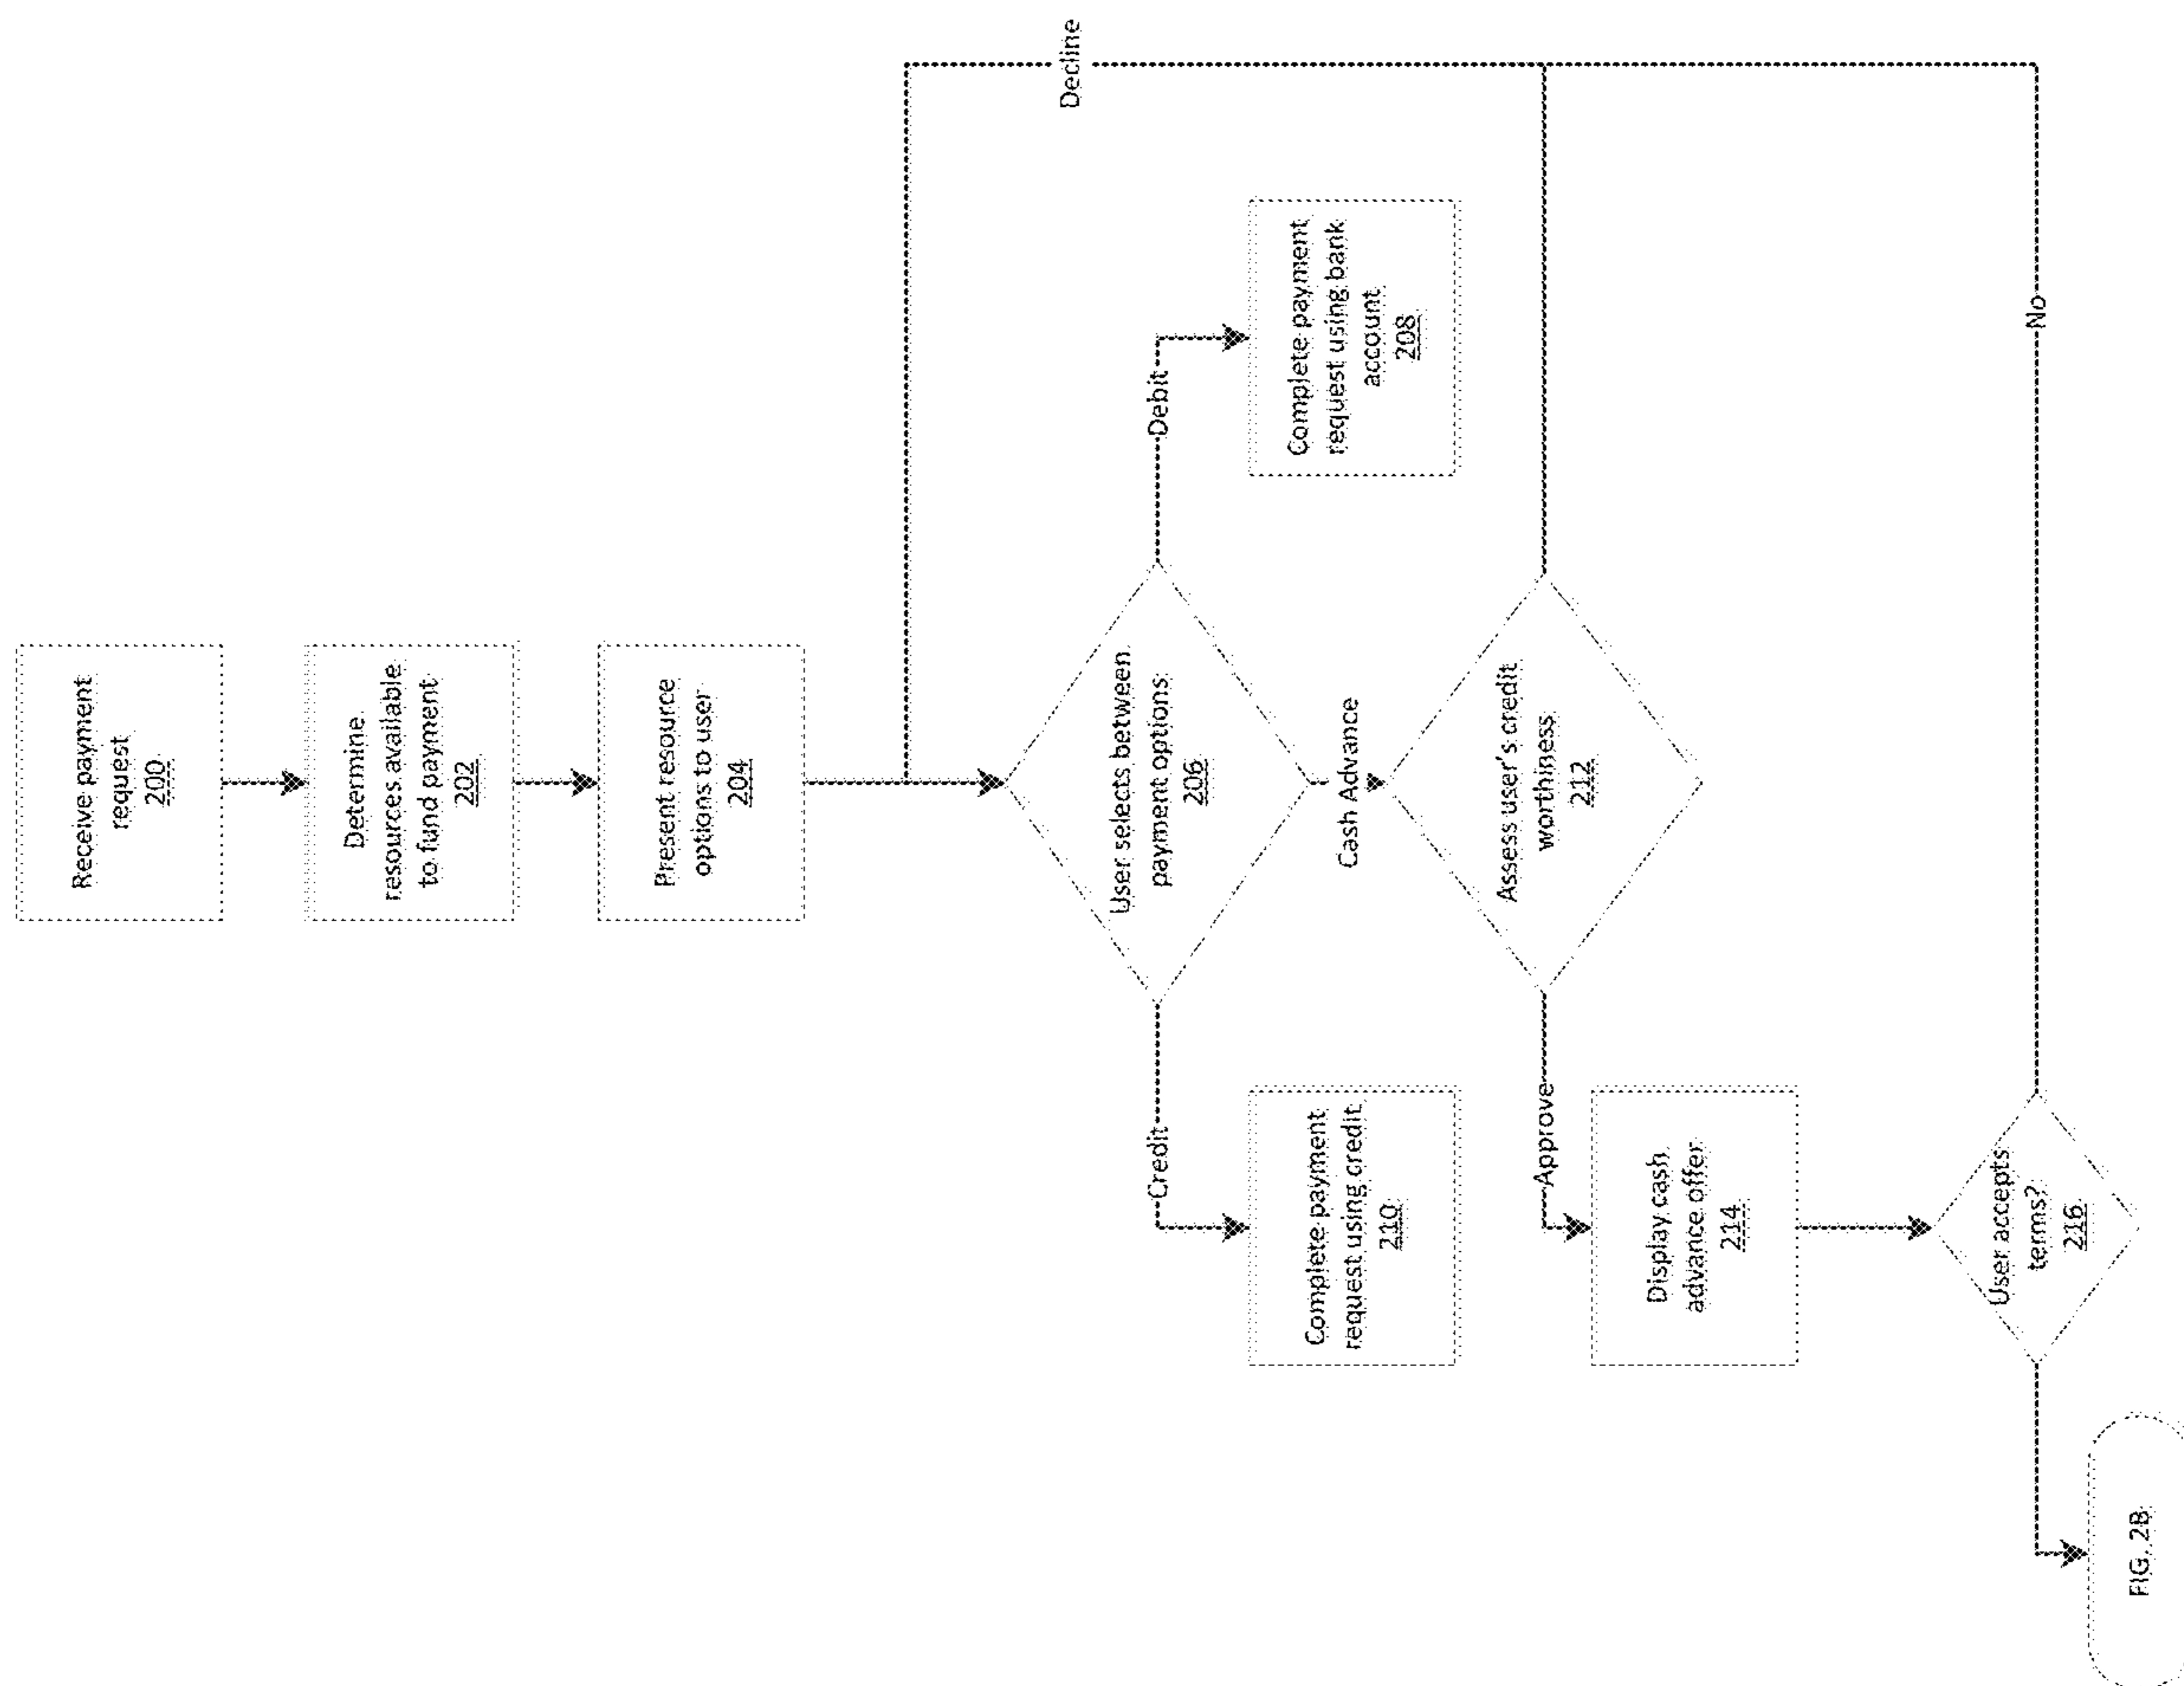 Receive payment
request
200
Determine
resources available
to fund payment
202
Present resource
options to user
204
Decline
User selects between
payment options
206
Credit
Debit
Complete payment
request using credit
210
Complete payment
request using bank
account
208
Cash Advance
Assess user's credit
worthiness
212
Approve
Display cash
advance offer
214
User accepts
terms?
216
No
FIG. 2B